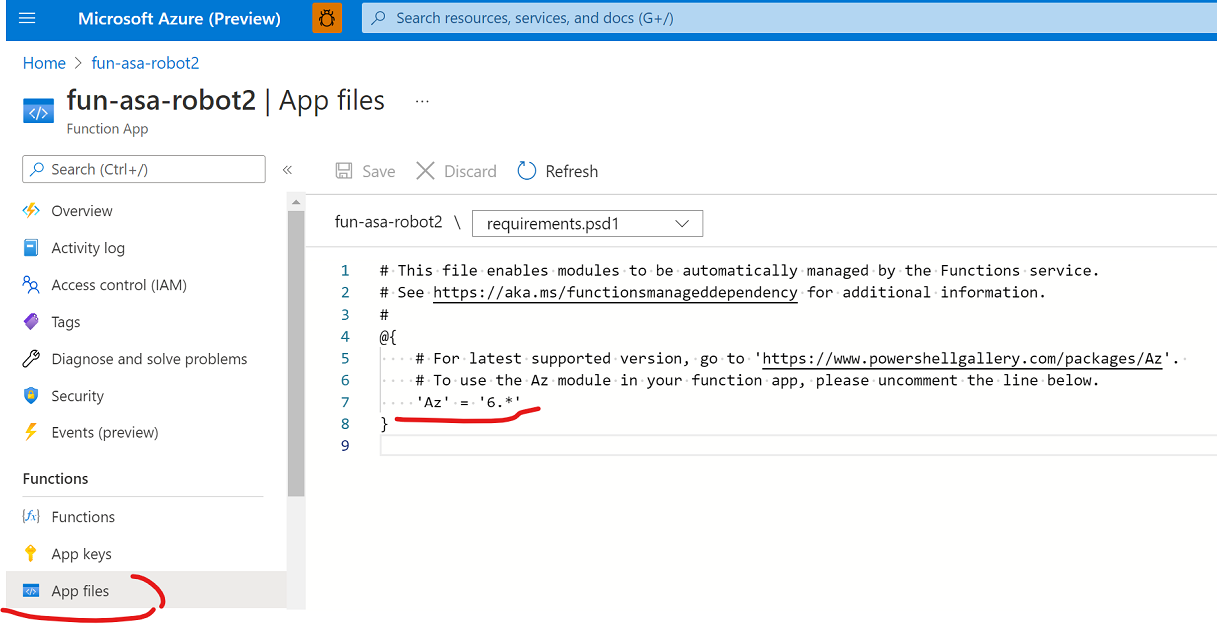 Microsoft Azure (Preview)
Search resources, services, and docs (G+/)
Home > fun-asa-robot2
fun-asa-robot2 | App files ...
Function App
Search (Ctrl+/) «
Save Discard Refresh
Overview
Activity log
Access control (IAM)
Tags
Diagnose and solve problems
Security
Events (preview)
Functions
Functions
App keys
App files
fun-asa-robot2 \ requirements.psd1
1 # This file enables modules to be automatically managed by the Functions service.
2 # See https://aka.ms/functionsmanageddependency for additional information.
3 #
4 @{
5 # For latest supported version, go to 'https://www.powershellgallery.com/packages/Az'.
6 # To use the Az module in your function app, please uncomment the line below.
7 'Az' = '6.*'
8 }
9